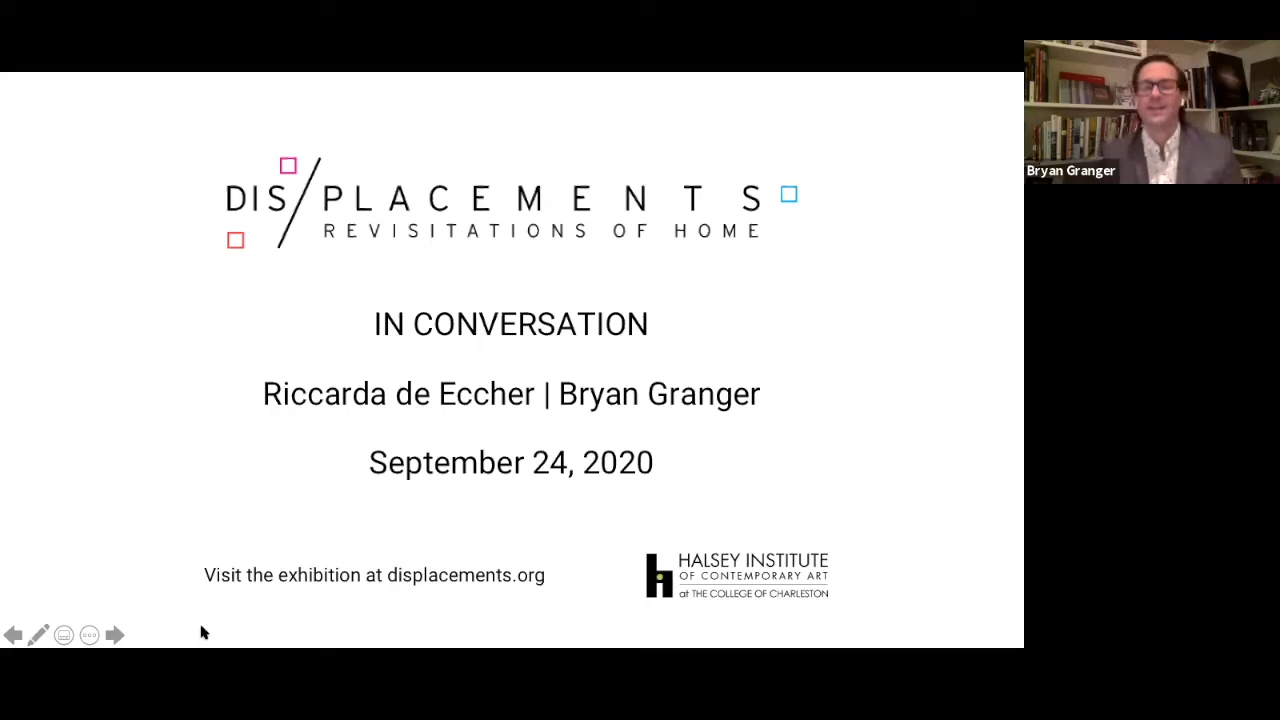 DIS/PLACEMENTS
REVISITATIONS OF HOME
IN CONVERSATION
Riccarda de Eccher | Bryan Granger
September 24, 2020
Visit the exhibition at displacements.org
HALSEY INSTITUTE
OF CONTEMPORARY ART
at THE COLLEGE OF CHARLESTON
Bryan Granger